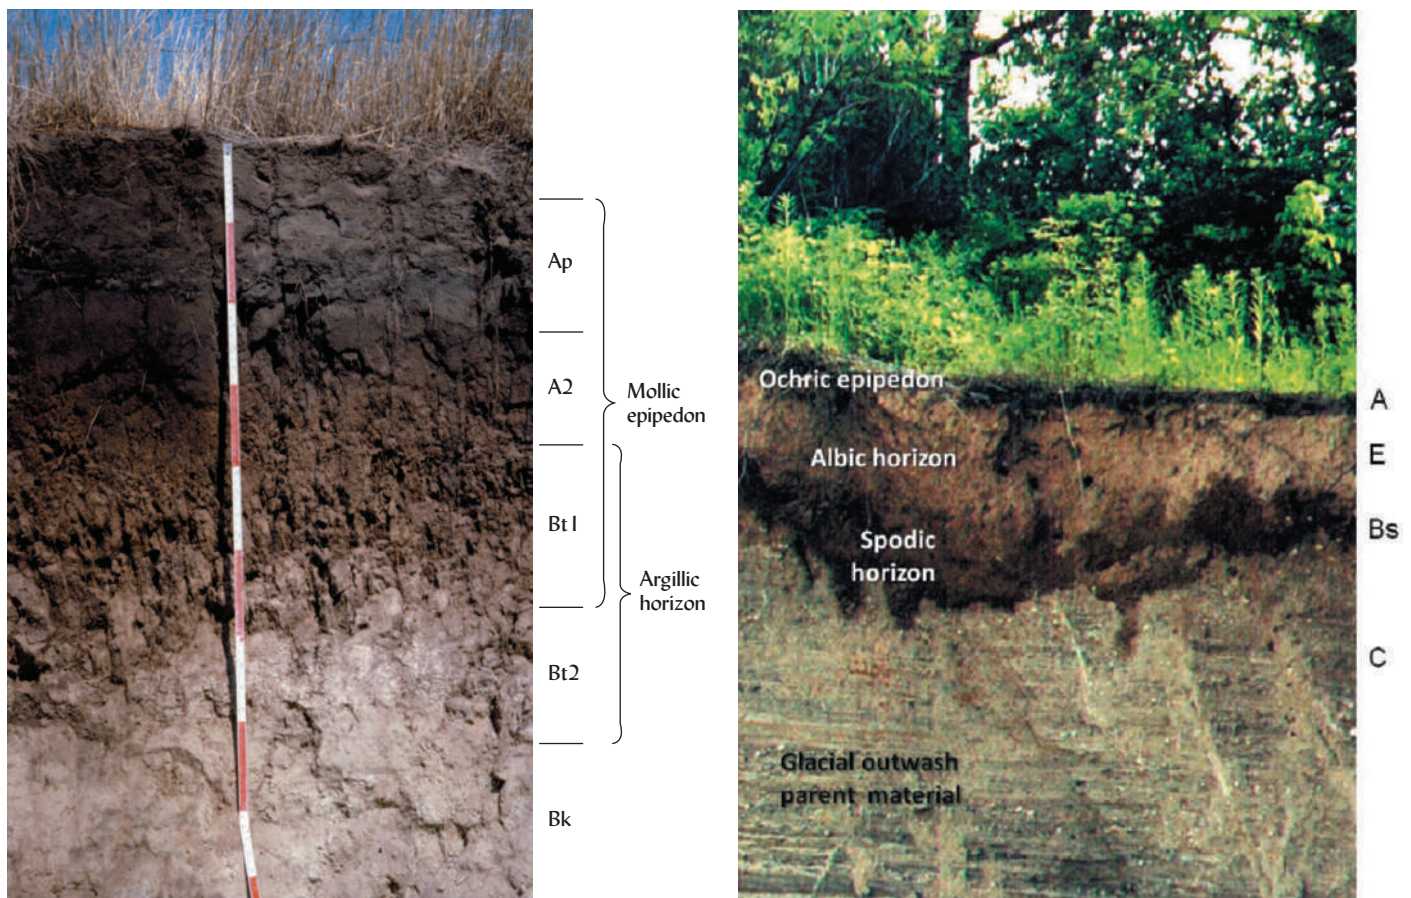 Ap
A2
Mollic
epipedon
Bt1
Argillic
horizon
Bt2
Bk
Ochric epipedon
A
Albic horizon
E
Spodic
horizon
Bs
C
Glacial outwash
parent material